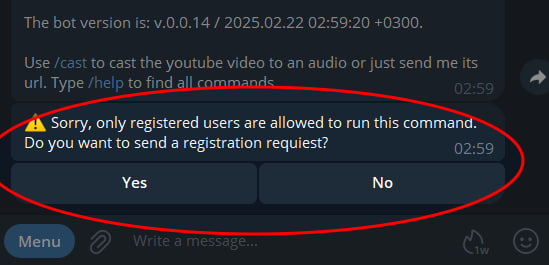 The bot version is: v.0.0.14 / 2025.02.22 02:59:20 +0300.
Use /cast to cast the youtube video to an audio or just send me its
url. Type /help to find all commands
02:59
⚠️ Sorry, only registered users are allowed to run this command.
Do you want to send a registration requiest?
02:59
Yes No
Menu Write a message... 1w